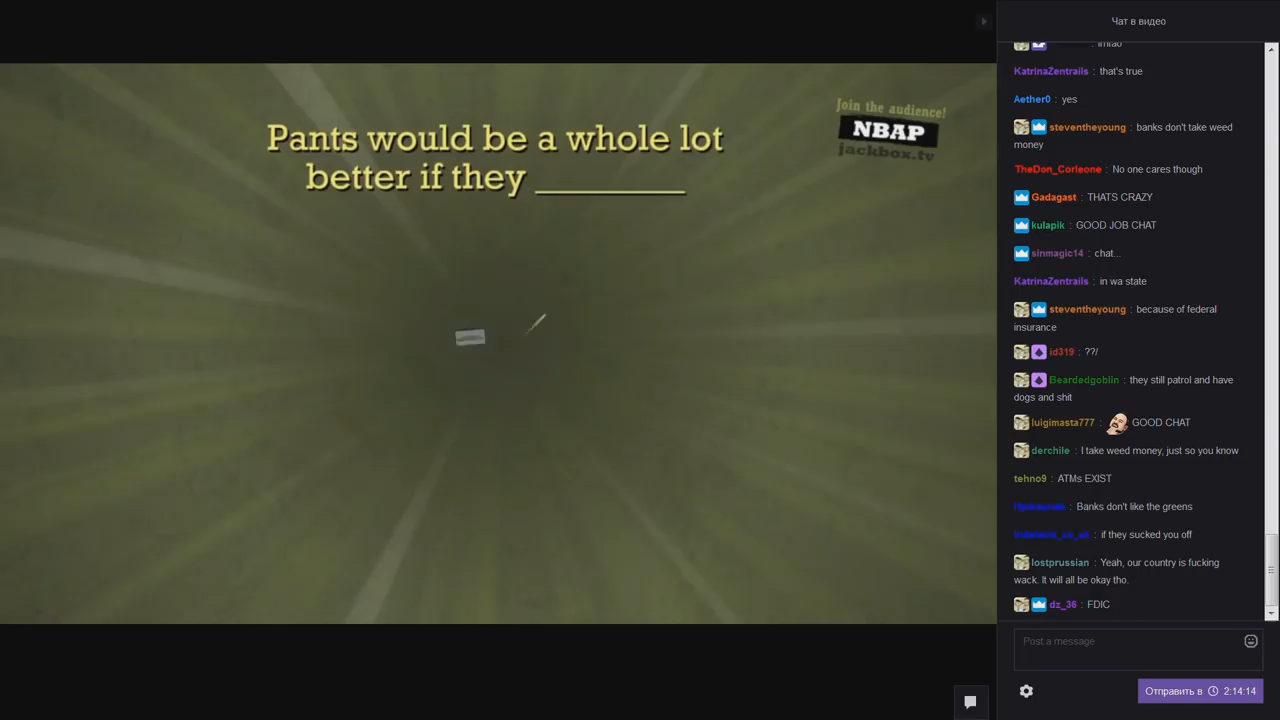 Pants would be a whole lot
better if they ________
Join the audience!
NBAP
jackbox.tv
Чат в видео
KatrinaZentrails : that's true
Aether0 : yes
steventheyoung : banks don't take weed
money
TheDon_Corleone : No one cares though
Gadagast : THATS CRAZY
kulapik : GOOD JOB CHAT
sinmagic14 : chat...
KatrinaZentrails : in wa state
steventheyoung : because of federal
insurance
id319 : ??/
Beardedgoblin : they still patrol and have
dogs and shit
luigimasta777 : GOOD CHAT
derchile : I take weed money, just so you know
tehno9 : ATMs EXIST
: Banks don't like the greens
: if they sucked you off
lostprussian : Yeah, our country is fucking
wack. It will all be okay tho.
dz_36 : FDIC
Post a message
Отправить в 2:14:14